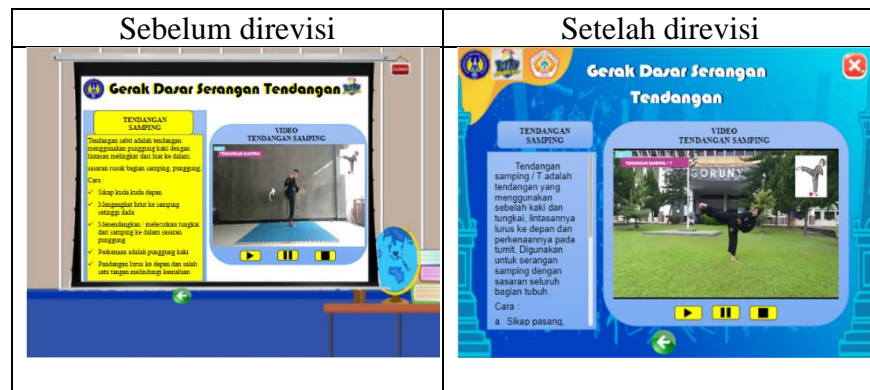 Sebelum direvisi
Setelah direvisi
Gerak Dasar Serangan Tendangan
TENDANGAN
SAMPING
Tendangan sabit adalah tendangan
menggunakan punggung kaki dengan
lintasan melingkar dari luar ke dalam.
sasaran rusuk bagian samping, punggung.
Cara :
✓ Sikap kuda kuda depan
✓ Mengangkat lutut ke samping
setinggi dada
✓ Menendangkan / melecutkan tungkai
dari samping ke dalam sasaran
punggung
✓ Perkenaan adalah punggung kaki
✓ Pandangan lurus ke depan dan salah
satu tangan melindungi kemaluan
VIDEO
TENDANGAN SAMPING
TENDANGAN SAMPING
Gerak Dasar Serangan
Tendangan
TENDANGAN
SAMPING
Tendangan
samping / T adalah
tendangan yang
menggunakan
sebelah kaki dan
tungkai, lintasannya
lurus ke depan dan
perkenaannya pada
tumit. Digunakan
untuk serangan
samping dengan
sasaran seluruh
bagian tubuh.
Cara :
a. Sikap pasang,
VIDEO
TENDANGAN SAMPING
TENDANGAN SAMPING / T
GORUNY